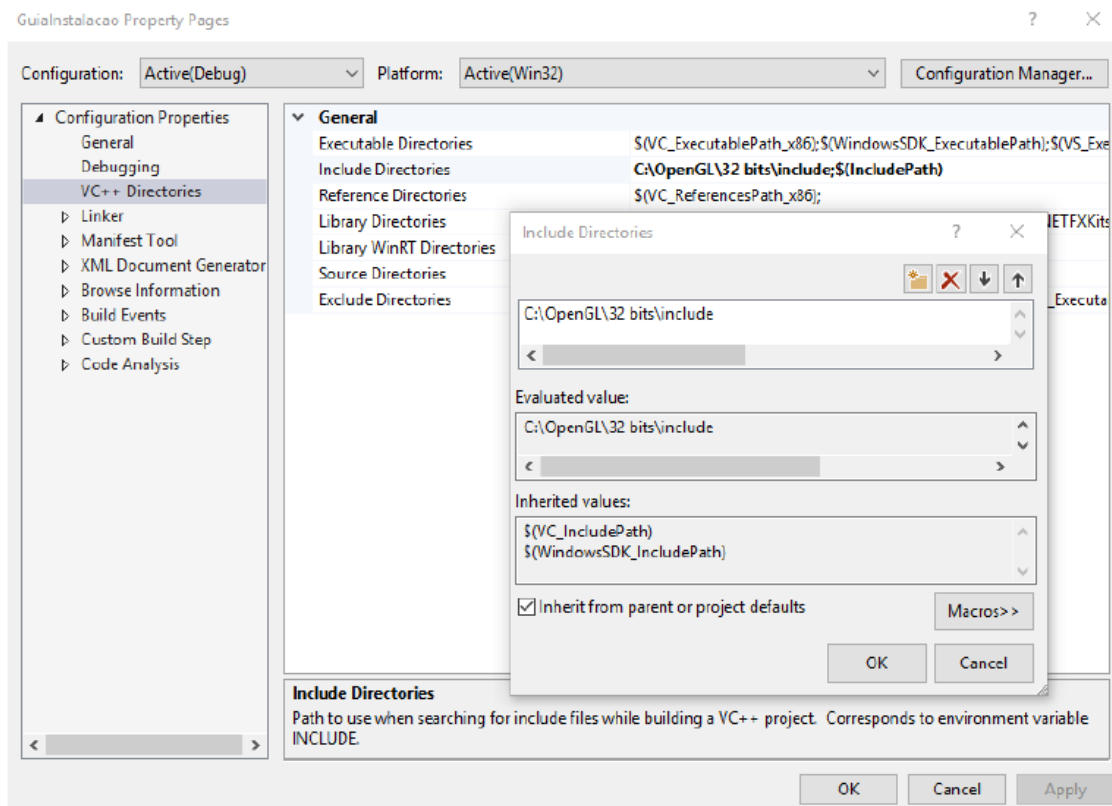 GuiaInstalacao Property Pages
Configuration: Active(Debug) Platform: Active(Win32) Configuration Manager...
Configuration Properties
General
Debugging
VC++ Directories
Linker
Manifest Tool
XML Document Generator
Browse Information
Build Events
Custom Build Step
Code Analysis
General
Executable Directories $(VC_ExecutablePath_x86);$(WindowsSDK_ExecutablePath);$(VS_Exe
Include Directories C:\OpenGL\32 bits\include;$(IncludePath)
Reference Directories $(VC_ReferencesPath_x86);
Library Directories NETFXKits
Library WinRT Directories
Source Directories
Exclude Directories _Executa
Include Directories
C:\OpenGL\32 bits\include
Evaluated value:
C:\OpenGL\32 bits\include
Inherited values:
$(VC_IncludePath)
$(WindowsSDK_IncludePath)
Inherit from parent or project defaults
Macros>>
OK Cancel
Include Directories
Path to use when searching for include files while building a VC++ project. Corresponds to environment variable
INCLUDE.
OK Cancel Apply